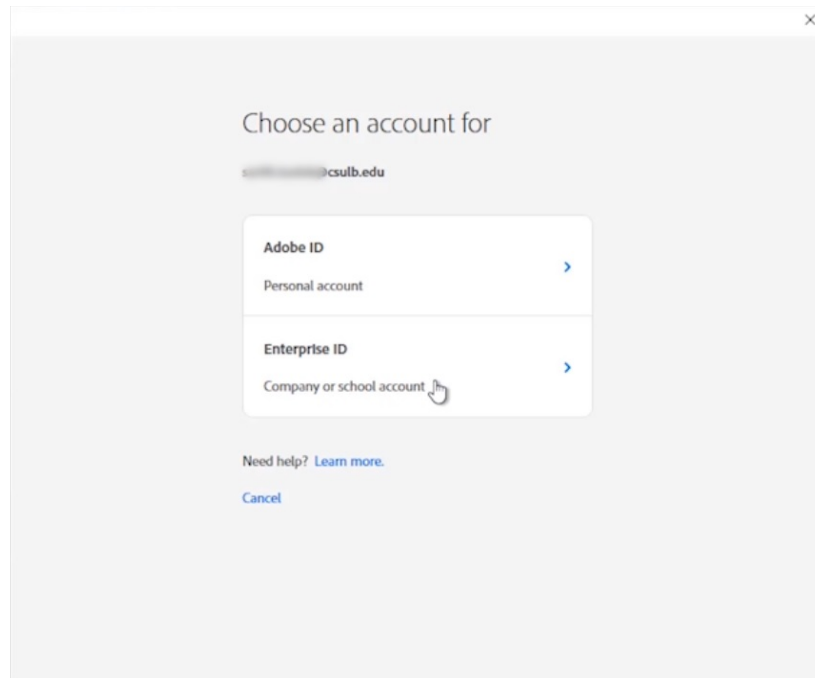 Choose an account for
csulb.edu
Adobe ID
Personal account
Enterprise ID
Company or school account
Need help? Learn more.
Cancel